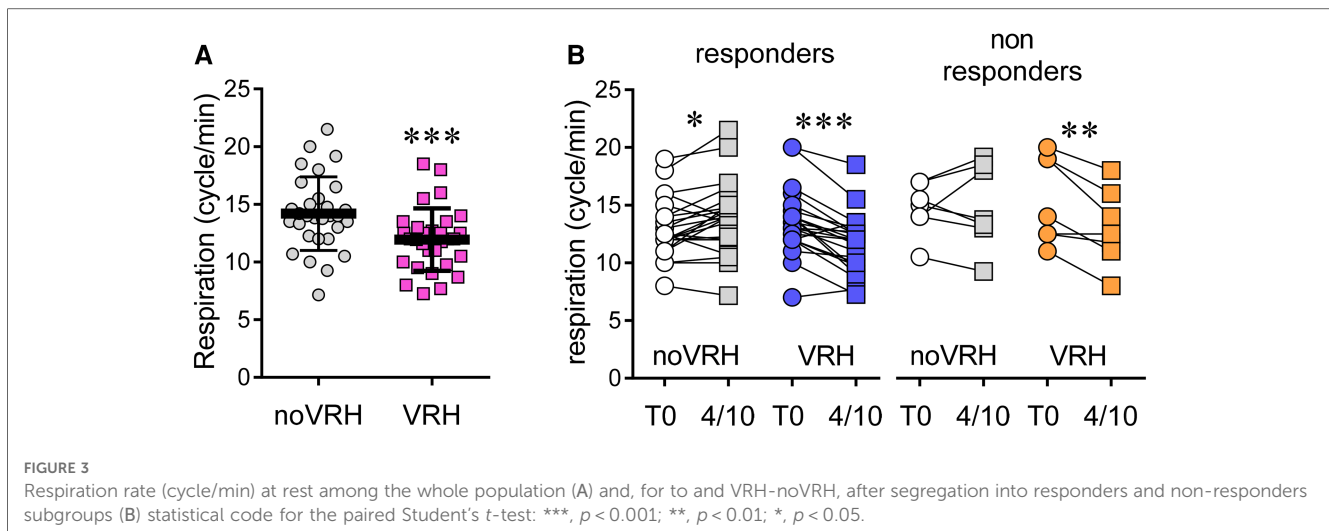 A
Respiration (cycle/min)
25
20
15
10
5
0
***
noVRH VRH
B
responders
non
responders
respiration (cycle/min)
25
20
15
10
5
0
* *** **
noVRH VRH noVRH VRH
T0 4/10 T0 4/10 T0 4/10 T0 4/10
FIGURE 3
Respiration rate (cycle/min) at rest among the whole population (A) and, for to and VRH-noVRH, after segregation into responders and non-responders
subgroups (B) statistical code for the paired Student's t-test: ***, p < 0.001; **, p < 0.01; *, p < 0.05.